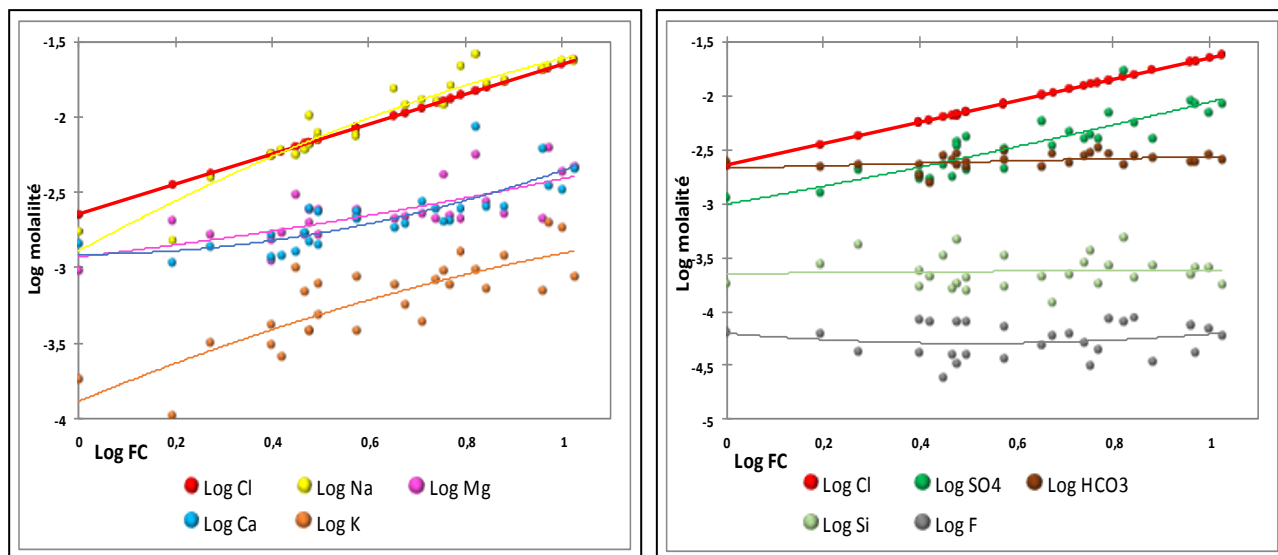 -1,5
-2
-2,5
-3
-3,5
-4
Log molalité
0
0,2
0,4
0,6
0,8
1
Log FC
Log Cl
Log Na
Log Mg
Log Ca
Log K
-1,5
-2
-2,5
-3
-3,5
-4
-4,5
-5
Log molalité
0
0,2
0,4
0,6
0,8
1
Log FC
Log Cl
Log SO4
Log HCO3
Log Si
Log F